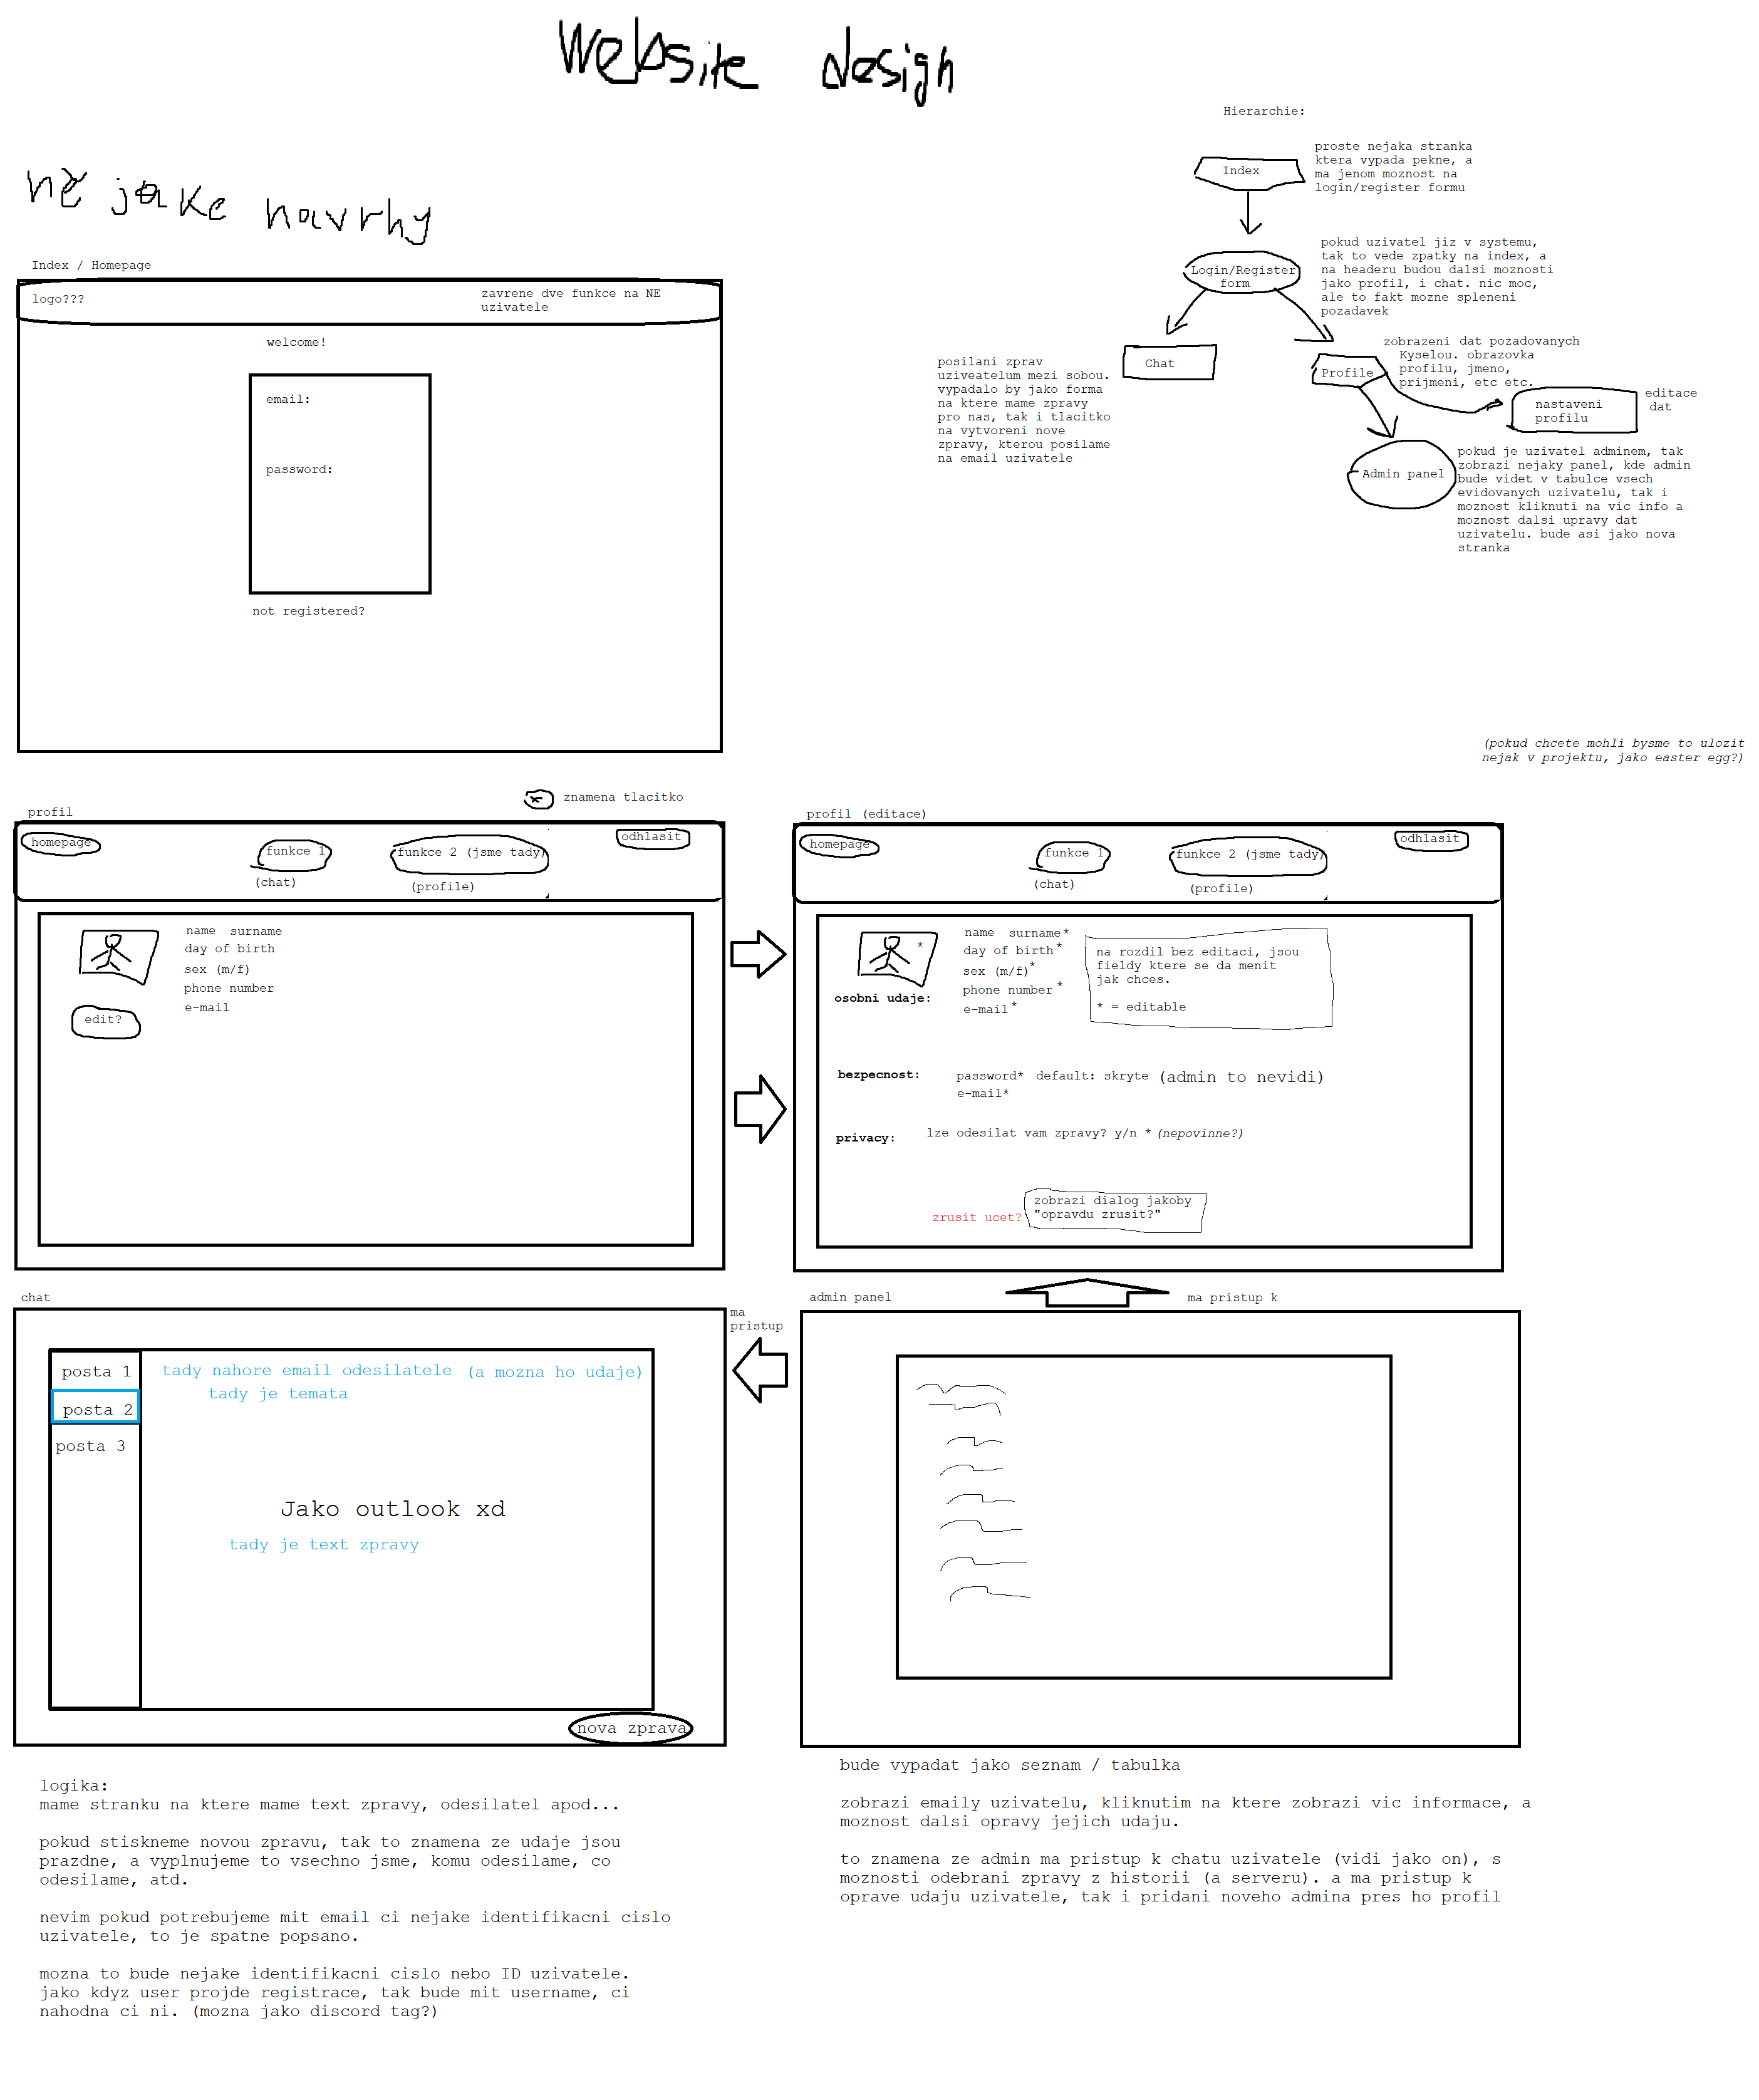 Website design
nějake navrhy
Hierarchie:
Index
proste nejaka stranka
ktera vypada pekne, a
ma jenom moznost na
login/register formu
Login/Register
form
pokud uzivatel jiz v systemu,
tak to vede zpatky na index, a
na headeru budou dalsi moznosti
jako profil, i chat. nic moc,
ale to fakt mozne spleneni
pozadavek
Chat
posilani zprav
uziveatelum mezi sobou.
vypadalo by jako forma
na ktere mame zpravy
pro nas, tak i tlacitko
na vytvoreni nove
zpravy, kterou posilame
na email uzivatele
Profile
zobrazeni dat pozadovanych
Kyselou. obrazovka
profilu, jmeno,
prijmeni, etc etc.
nastaveni
profilu
editace
dat
Admin panel
pokud je uzivatel adminem, tak
zobrazi nejaky panel, kde admin
bude videt v tabulce vsech
evidovanych uzivatelu, tak i
moznost kliknuti na vic info a
moznost dalsi upravy dat
uzivatelu. bude asi jako nova
stranka
Index / Homepage
logo???
zavrene dve funkce na NE
uzivatele
welcome!
email:
password:
not registered?
(pokud chcete mohli bysme to ulozit
nejak v projektu, jako easter egg?)
x znamena tlacitko
profil
homepage
funkce 1
(chat)
funkce 2 (jsme tady)
(profile)
odhlasit
name surname
day of birth
sex (m/f)
phone number
e-mail
edit?
profil (editace)
homepage
funkce 1
(chat)
funkce 2 (jsme tady)
(profile)
odhlasit
*
osobni udaje:
name surname*
day of birth*
sex (m/f)*
phone number*
e-mail*
na rozdil bez editaci, jsou
fieldy ktere se da menit
jak chces.
* = editable
bezpecnost:
password* default: skryte (admin to nevidi)
e-mail*
privacy:
lze odesilat vam zpravy? y/n * (nepovinne?)
zrusit ucet?
zobrazi dialog jakoby
"opravdu zrusit?"
chat
ma
pristup
posta 1
posta 2
posta 3
tady nahore email odesilatele (a mozna ho udaje)
tady je temata
Jako outlook xd
tady je text zpravy
nova zprava
logika:
mame stranku na ktere mame text zpravy, odesilatel apod...
pokud stiskneme novou zpravu, tak to znamena ze udaje jsou
prazdne, a vyplnujeme to vsechno jsme, komu odesilame, co
odesilame, atd.
nevim pokud potrebujeme mit email ci nejake identifikacni cislo
uzivatele, to je spatne popsano.
mozna to bude nejake identifikacni cislo nebo ID uzivatele.
jako kdyz user projde registrace, tak bude mit username, ci
nahodna ci ni. (mozna jako discord tag?)
admin panel
ma pristup k
bude vypadat jako seznam / tabulka
zobrazi emaily uzivatelu, kliknutim na ktere zobrazi vic informace, a
moznost dalsi opravy jejich udaju.
to znamena ze admin ma pristup k chatu uzivatele (vidi jako on), s
moznosti odebrani zpravy z historii (a serveru). a ma pristup k
oprave udaju uzivatele, tak i pridani noveho admina pres ho profil